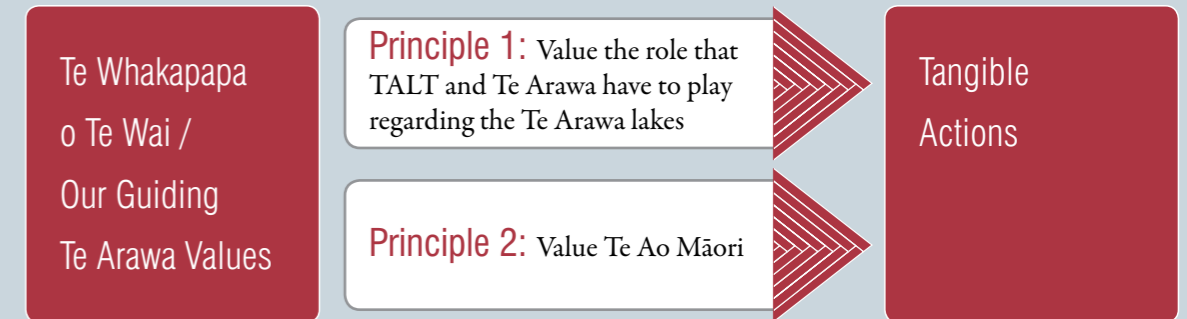 Te Whakapapa
o Te Wai /
Our Guiding
Te Arawa Values
Principle 1: Value the role that
TALT and Te Arawa have to play
regarding the Te Arawa lakes
Principle 2: Value Te Ao Māori
Tangible
Actions